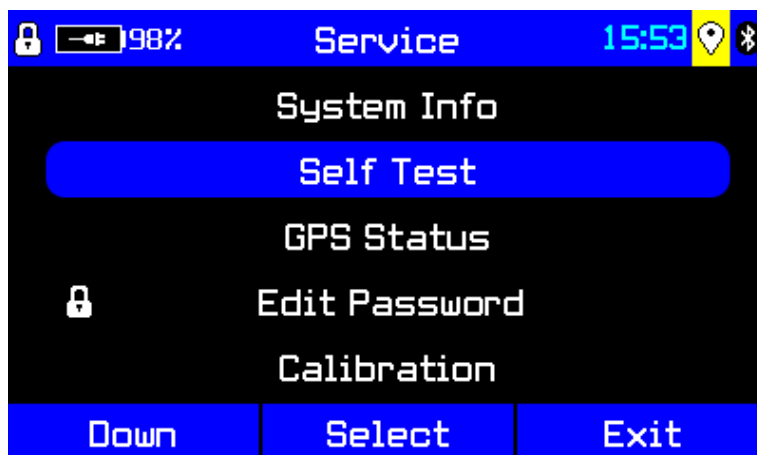 98% Service 15:53
System Info
Self Test
GPS Status
Edit Password
Calibration
Down Select Exit